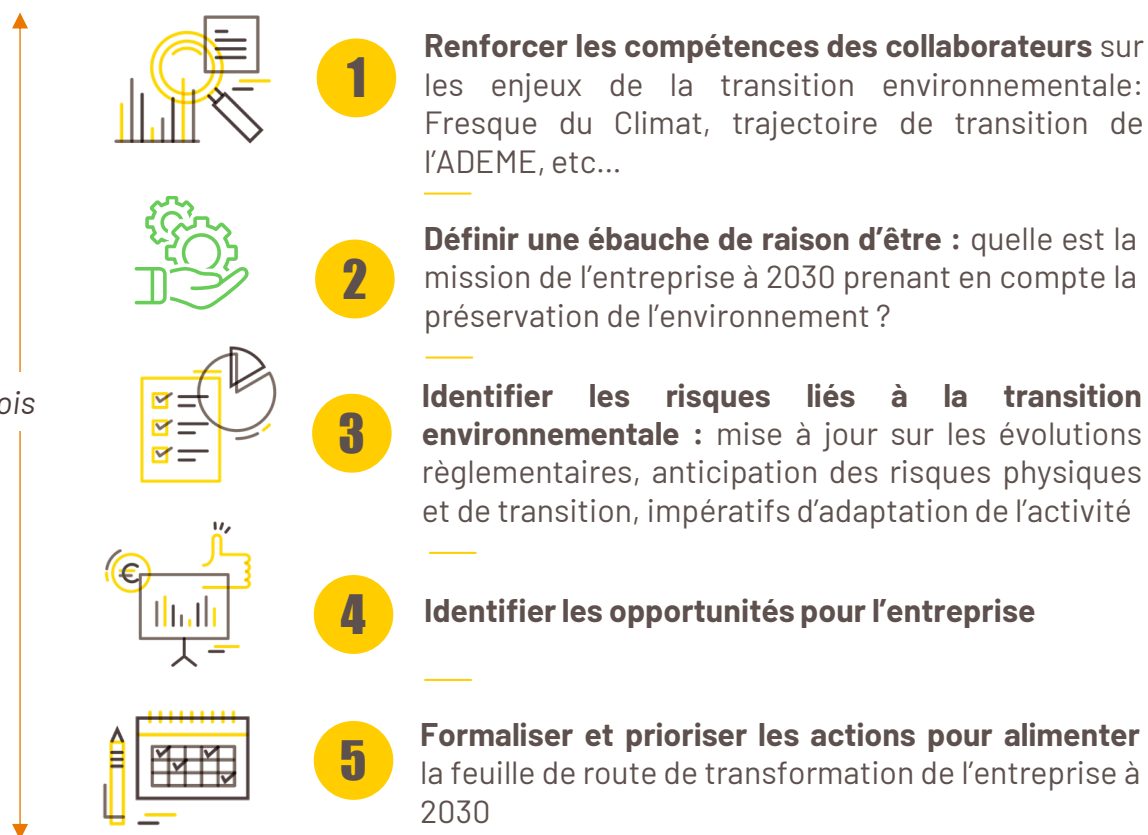 1
Renforcer les compétences des collaborateurs sur
les enjeux de la transition environnementale:
Fresque du Climat, trajectoire de transition de
l’ADEME, etc…
2
Définir une ébauche de raison d’être : quelle est la
mission de l’entreprise à 2030 prenant en compte la
préservation de l’environnement ?
ois
3
Identifier les risques liés à la transition
environnementale : mise à jour sur les évolutions
règlementaires, anticipation des risques physiques
et de transition, impératifs d’adaptation de l’activité
€
4
Identifier les opportunités pour l’entreprise
5
Formaliser et prioriser les actions pour alimenter
la feuille de route de transformation de l’entreprise à
2030